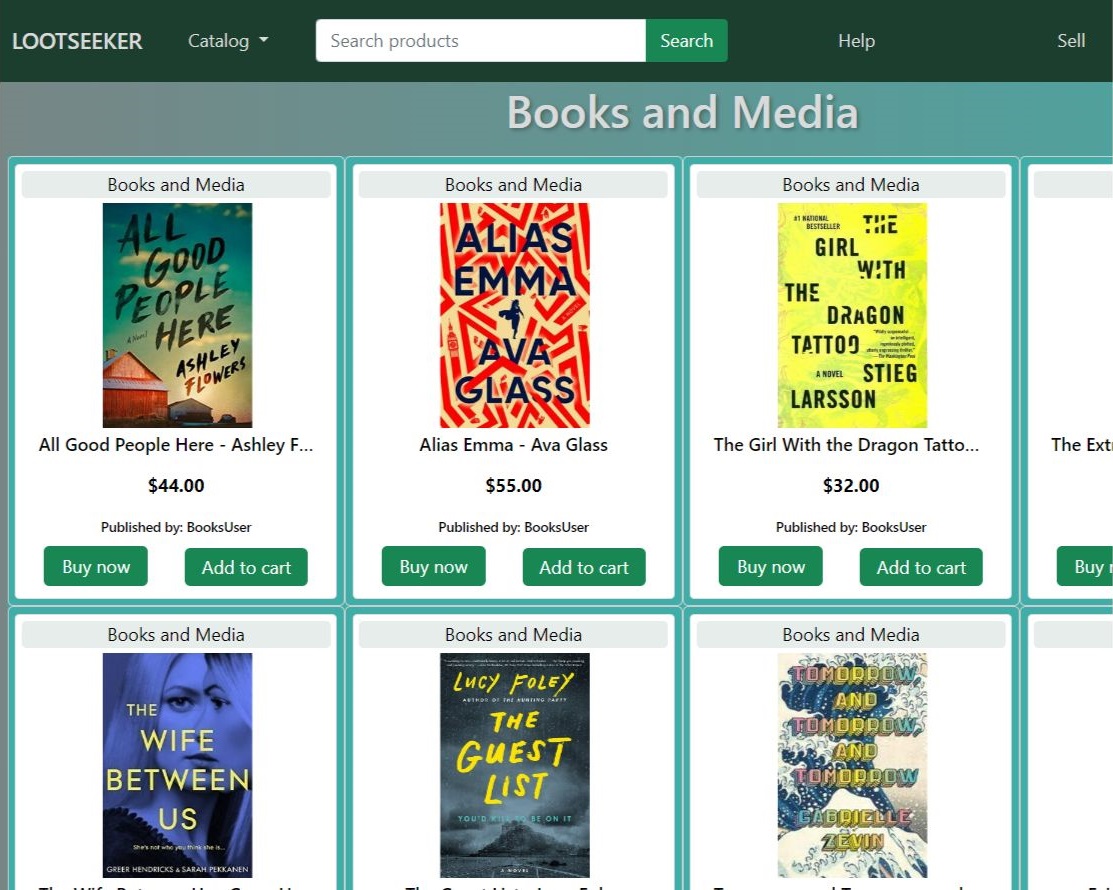 LOOTSEEKER Catalog Search products Search Help Sell
Books and Media
Books and Media
ALL
GOOD
PEOPLE
HERE
A Novel
ASHLEY
FLOWERS
All Good People Here - Ashley F...
$44.00
Published by: BooksUser
Buy now Add to cart
Books and Media
ALIAS
EMMA
A NOVEL
AVA
GLASS
Alias Emma - Ava Glass
$55.00
Published by: BooksUser
Buy now Add to cart
Books and Media
#1 NATIONAL
BESTSELLER
THE
GIRL
WITH
THE
DRAGON
TATTOO
A NOVEL
STIEG
LARSSON
The Girl With the Dragon Tatto...
$32.00
Published by: BooksUser
Buy now Add to cart
The Ext
Buy
Books and Media
THE
WIFE
BETWEEN
US
She's not who you think she is...
GREER HENDRICKS & SARAH PEKKANEN
Books and Media
LUCY FOLEY
AUTHOR OF THE HUNTING PARTY
THE
GUEST
LIST
YOU'D KILL TO BE ON IT
A NOVEL
Books and Media
TOMORROW,
AND
TOMORROW,
AND
TOMORROW
GABRIELLE
ZEVIN